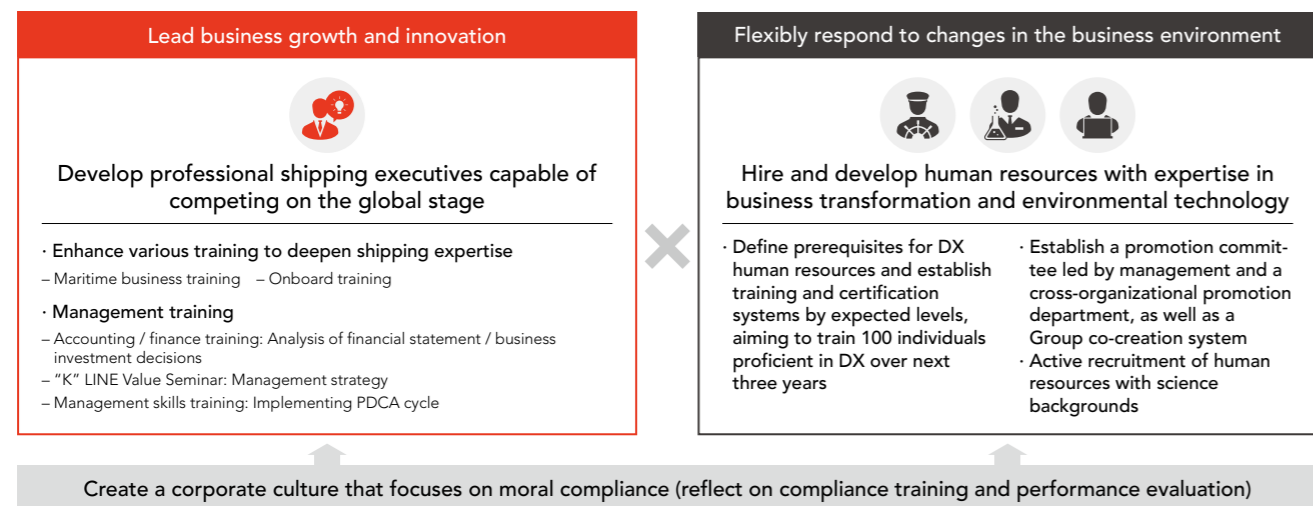 Lead business growth and innovation
Develop professional shipping executives capable of
competing on the global stage
· Enhance various training to deepen shipping expertise
– Maritime business training – Onboard training
· Management training
– Accounting / finance training: Analysis of financial statement / business
investment decisions
– “K” LINE Value Seminar: Management strategy
– Management skills training: Implementing PDCA cycle
Flexibly respond to changes in the business environment
Hire and develop human resources with expertise in
business transformation and environmental technology
· Define prerequisites for DX
human resources and establish
training and certification
systems by expected levels,
aiming to train 100 individuals
proficient in DX over next
three years
· Establish a promotion commit-
tee led by management and a
cross-organizational promotion
department, as well as a
Group co-creation system
· Active recruitment of human
resources with science
backgrounds
Create a corporate culture that focuses on moral compliance (reflect on compliance training and performance evaluation)